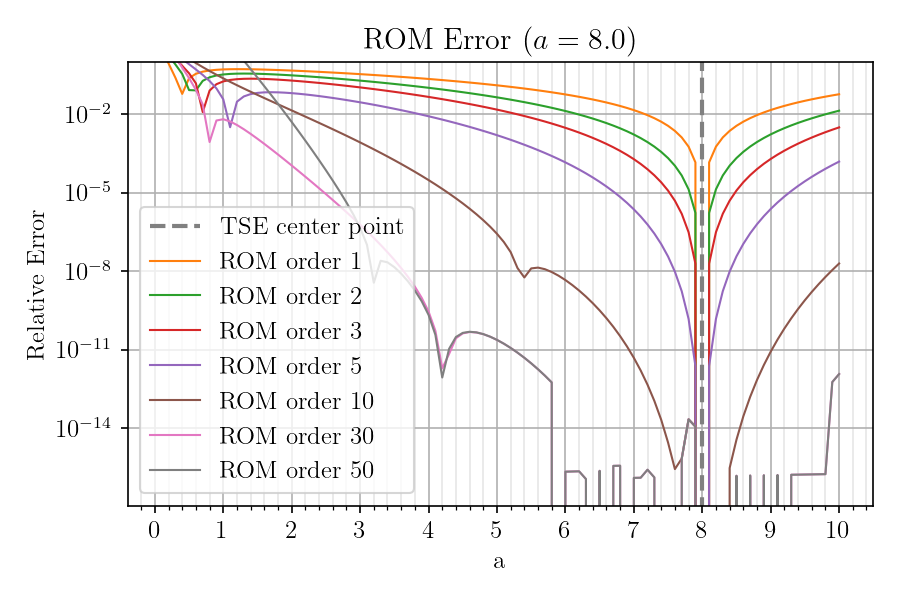 ROM Error (a = 8.0)
Relative Error
10⁻²
10⁻⁵
10⁻⁸
10⁻¹¹
10⁻¹⁴
TSE center point
ROM order 1
ROM order 2
ROM order 3
ROM order 5
ROM order 10
ROM order 30
ROM order 50
0 1 2 3 4 5 6 7 8 9 10
a